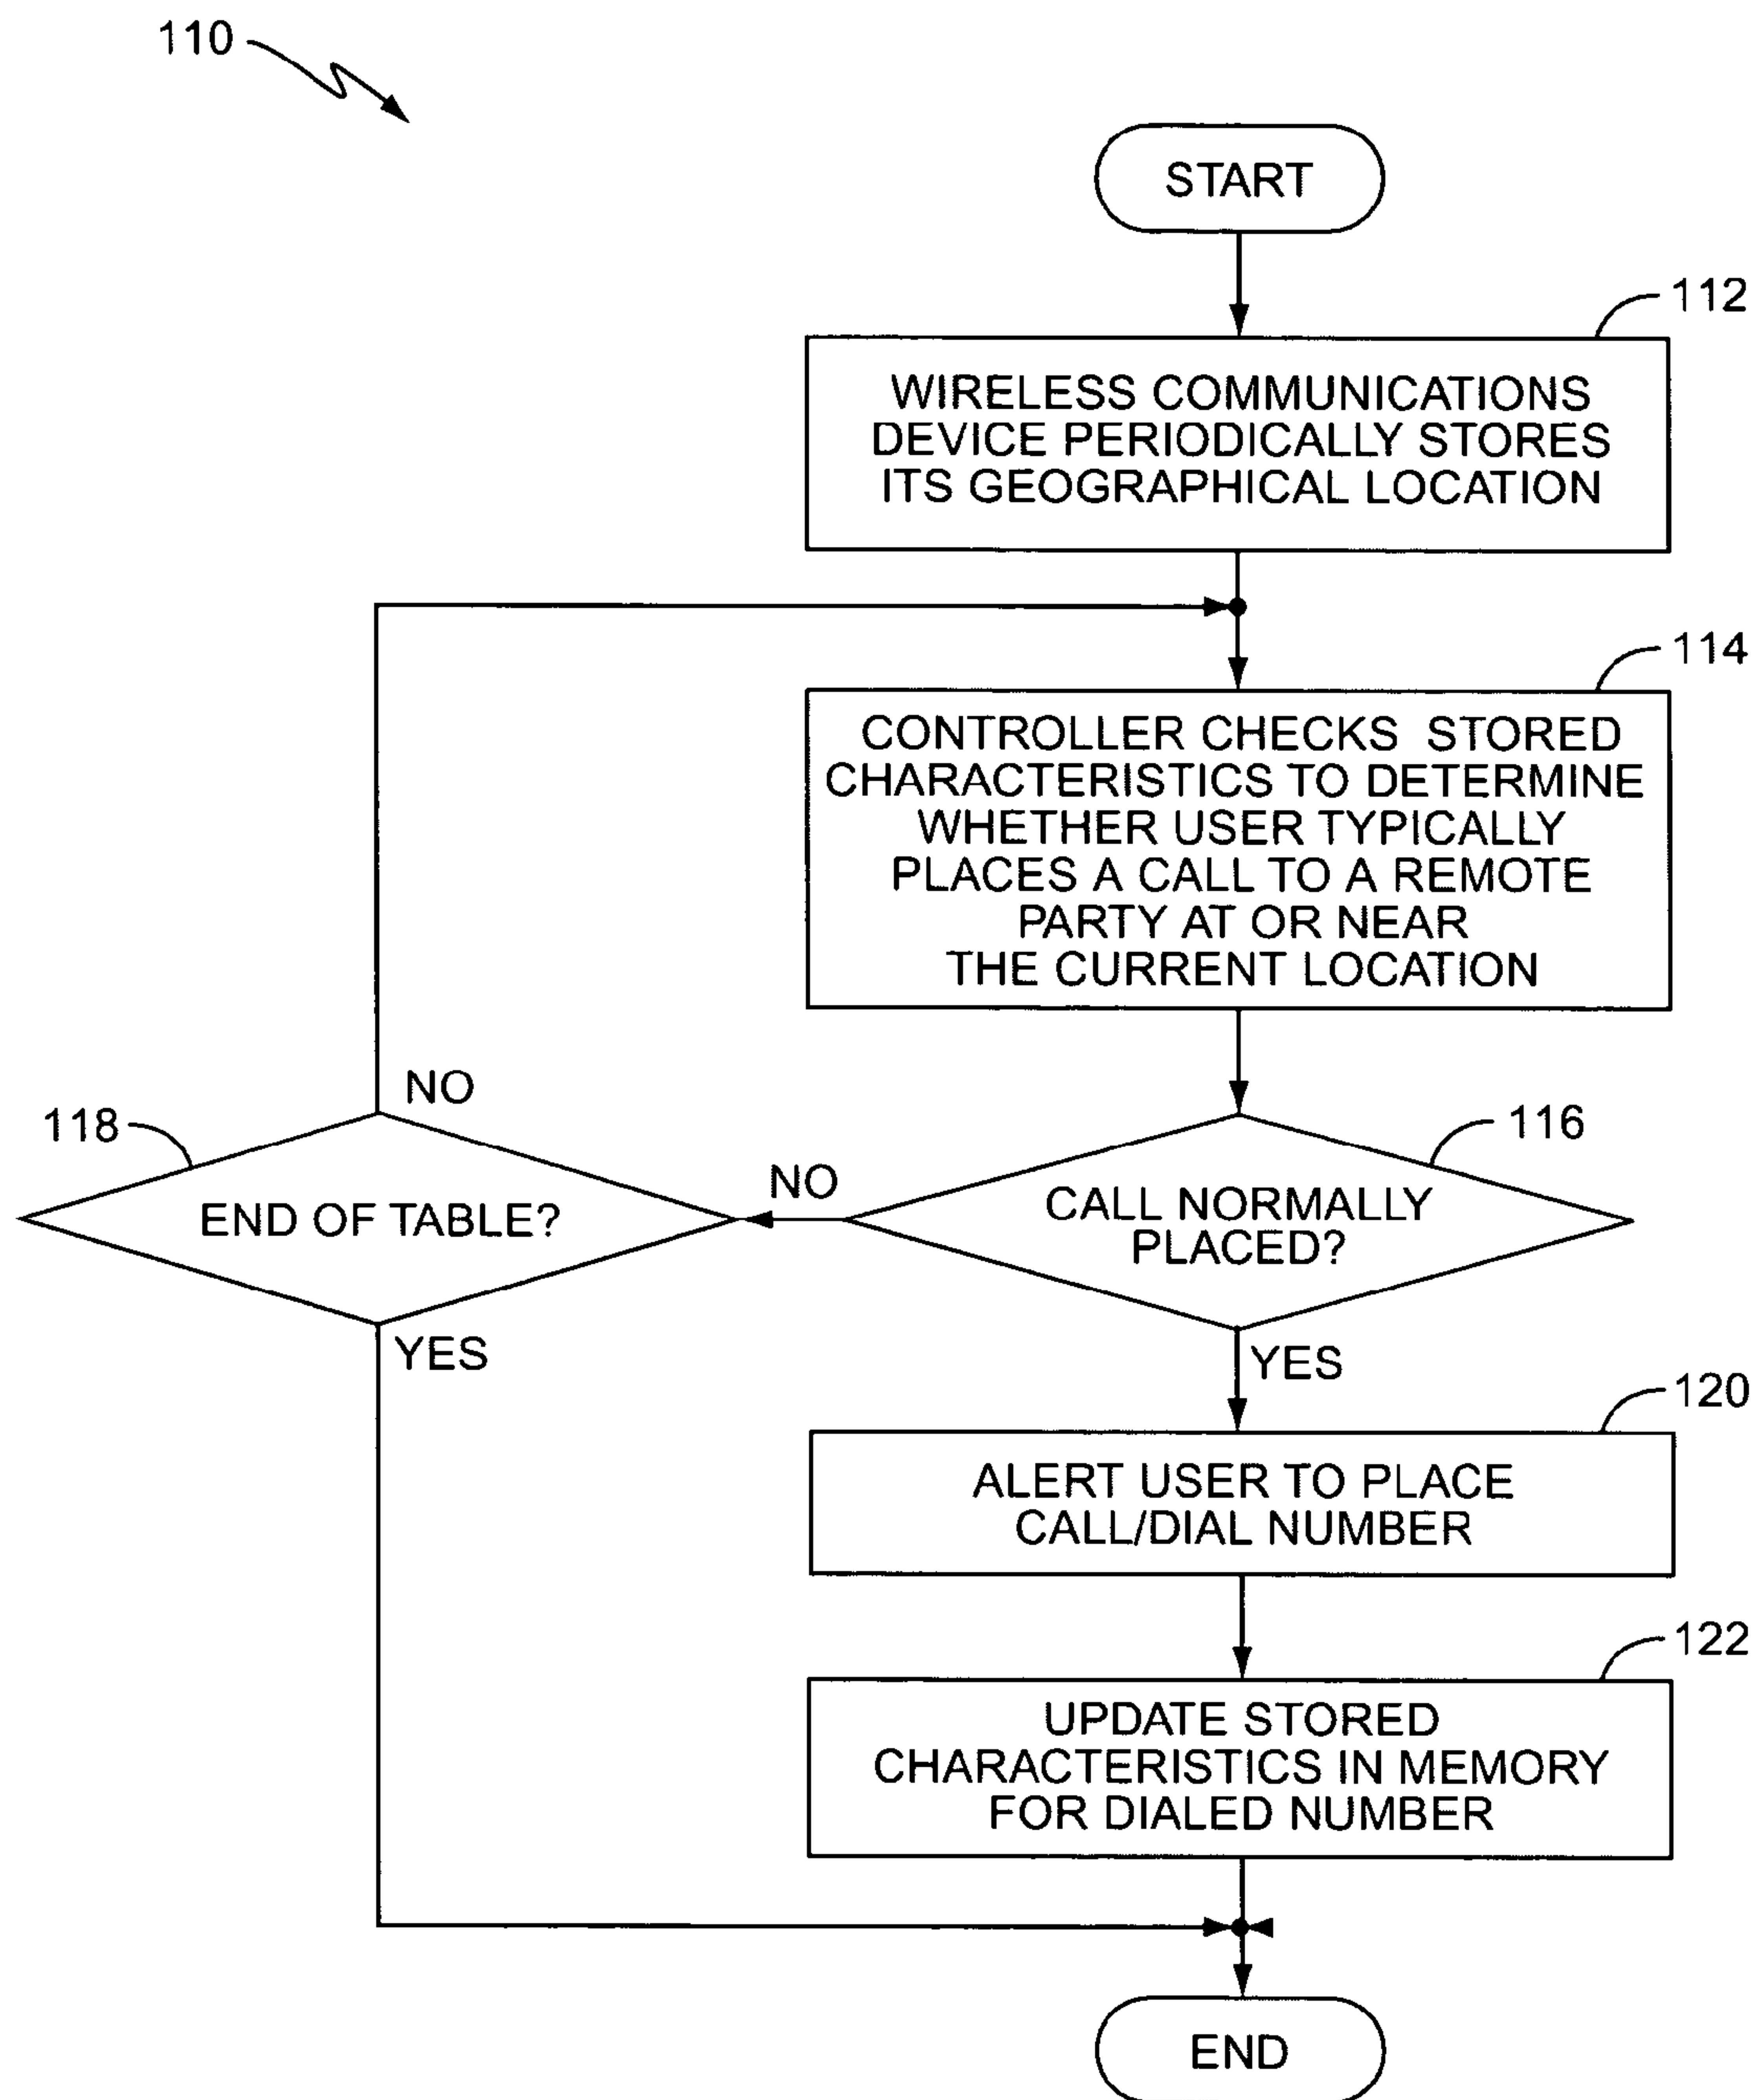 110
START
112
WIRELESS COMMUNICATIONS
DEVICE PERIODICALLY STORES
ITS GEOGRAPHICAL LOCATION
114
CONTROLLER CHECKS STORED
CHARACTERISTICS TO DETERMINE
WHETHER USER TYPICALLY
PLACES A CALL TO A REMOTE
PARTY AT OR NEAR
THE CURRENT LOCATION
NO
118
116
NO
END OF TABLE?
CALL NORMALLY
PLACED?
YES
YES
120
ALERT USER TO PLACE
CALL/DIAL NUMBER
122
UPDATE STORED
CHARACTERISTICS IN MEMORY
FOR DIALED NUMBER
END